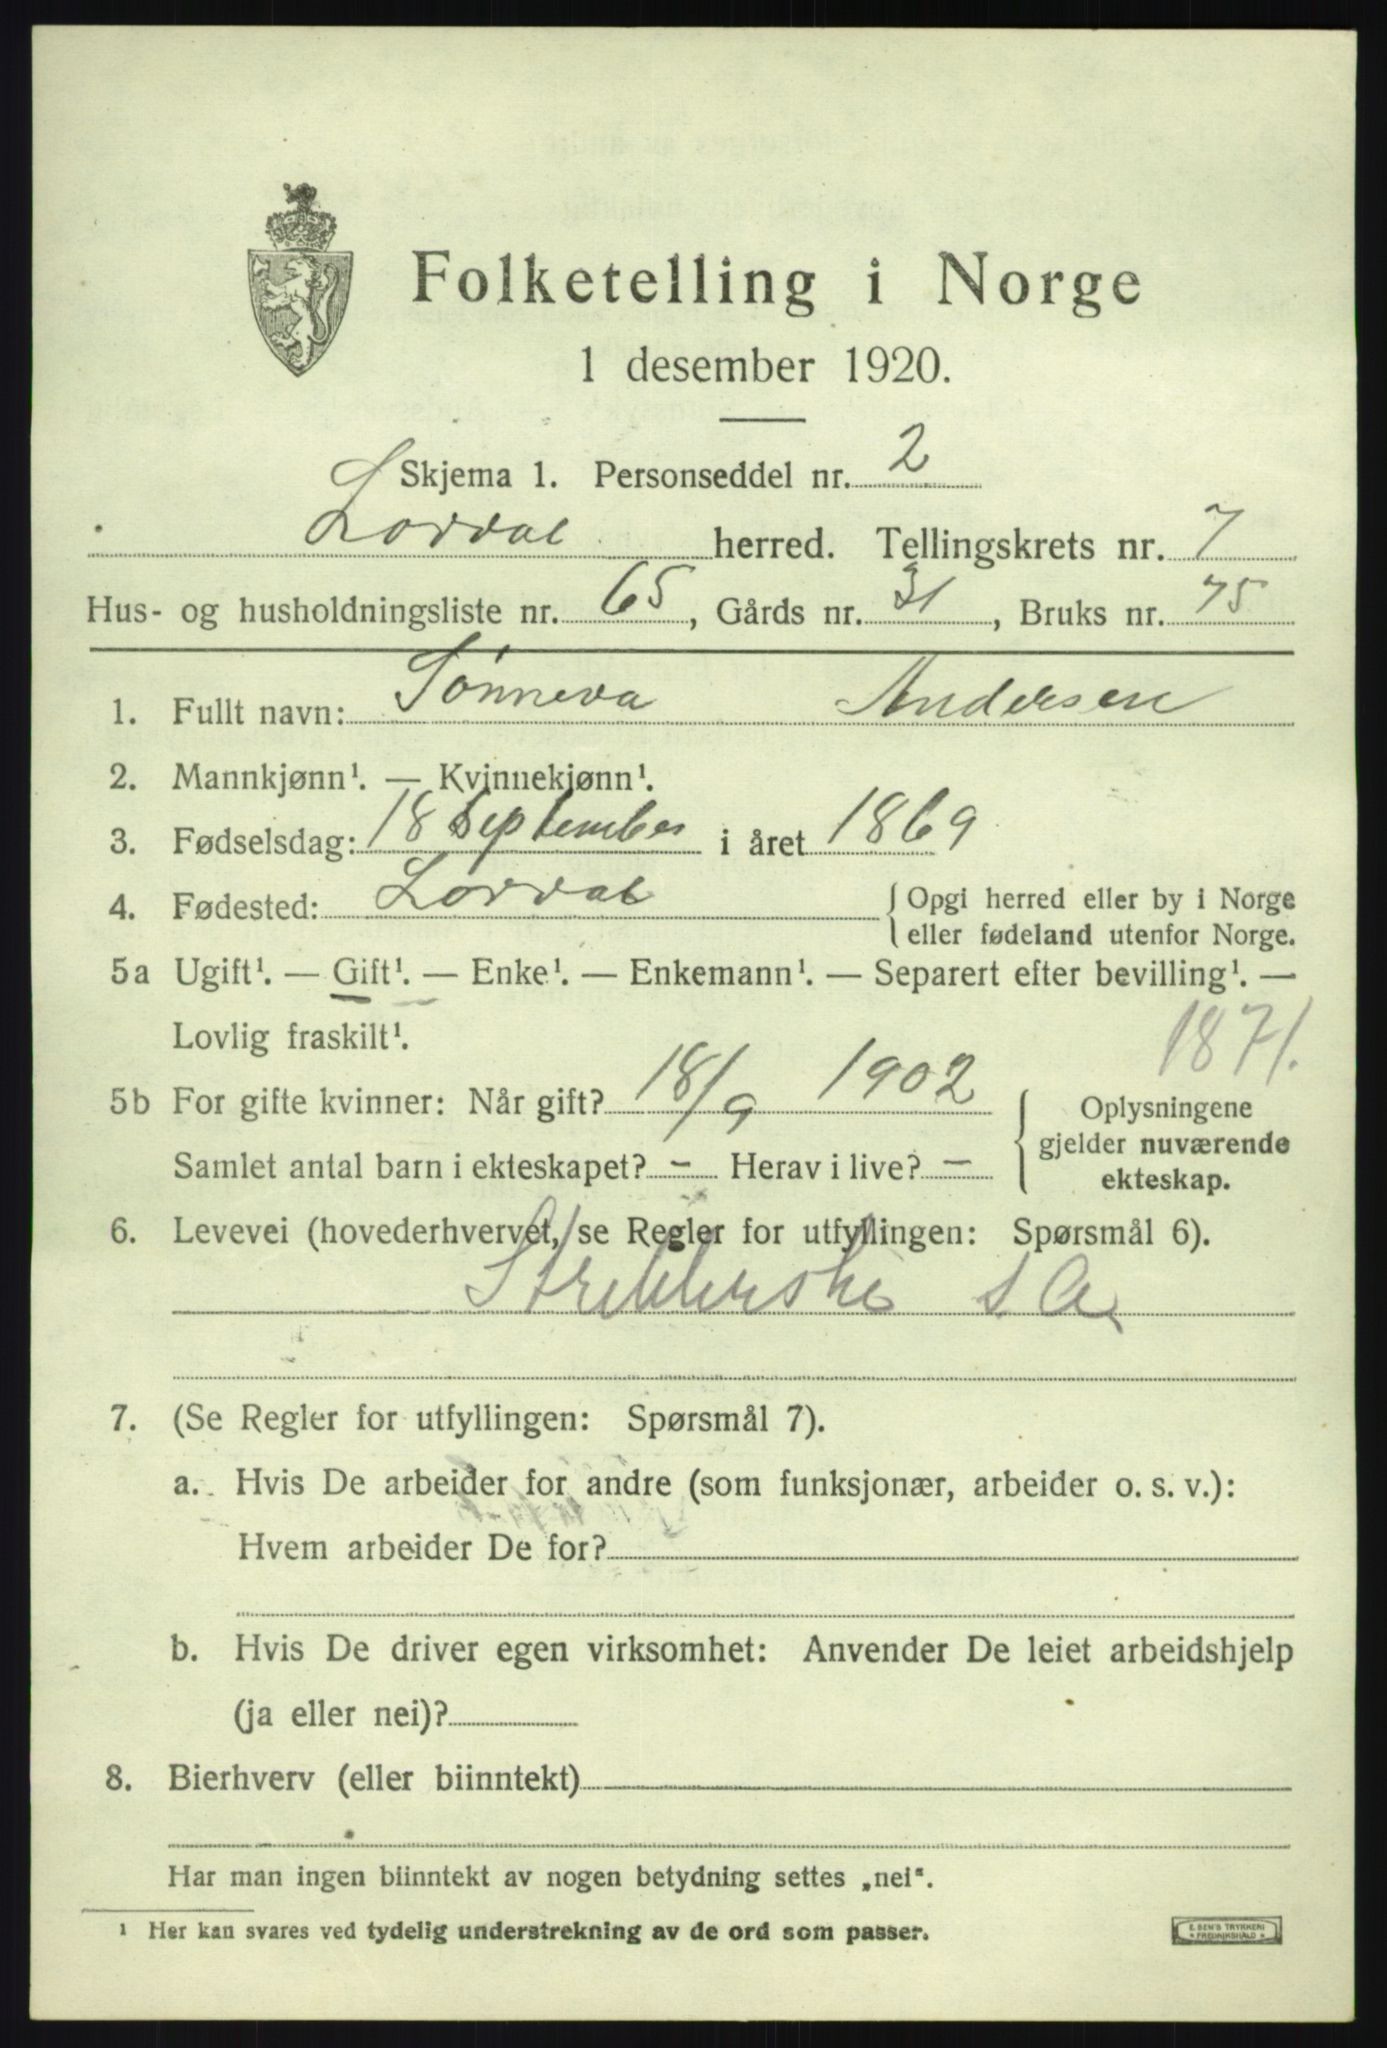 Folketelling i Norge
1 desember 1920.
Skjema 1. Personseddel nr. 2
Lørdal herred. Tellingskrets nr. 7
Hus- og husholdningsliste nr. 65, Gårds nr. 31, Bruks nr. 75
1. Fullt navn: Sønneva Andersen
2. Mannkjønn¹. — Kvinnekjønn¹.
3. Fødselsdag: 18 September i året 1869
4. Fødested: Lørdal { Opgi herred eller by i Norge
eller fødeland utenfor Norge.
5a Ugift¹. — Gift¹. — Enke¹. — Enkemann¹. — Separert efter bevilling¹. —
Lovlig fraskilt¹. 1871.
5b For gifte kvinner: Når gift? 18/9 1902 { Oplysningene
gjelder nuværende
Samlet antal barn i ekteskapet? – Herav i live? –
ekteskap.
6. Levevei (hovederhvervet, se Regler for utfyllingen: Spørsmål 6).
Strikkerske s A.
7. (Se Regler for utfyllingen: Spørsmål 7).
a. Hvis De arbeider for andre (som funksjonær, arbeider o. s. v.):
Hvem arbeider De for?
b. Hvis De driver egen virksomhet: Anvender De leiet arbeidshjelp
(ja eller nei)?
8. Bierhverv (eller biinntekt)
Har man ingen biinntekt av nogen betydning settes „nei“.
¹ Her kan svares ved tydelig understrekning av de ord som passer.
E. SEM'S TRYKKERI
* FREDRIKSHALD *